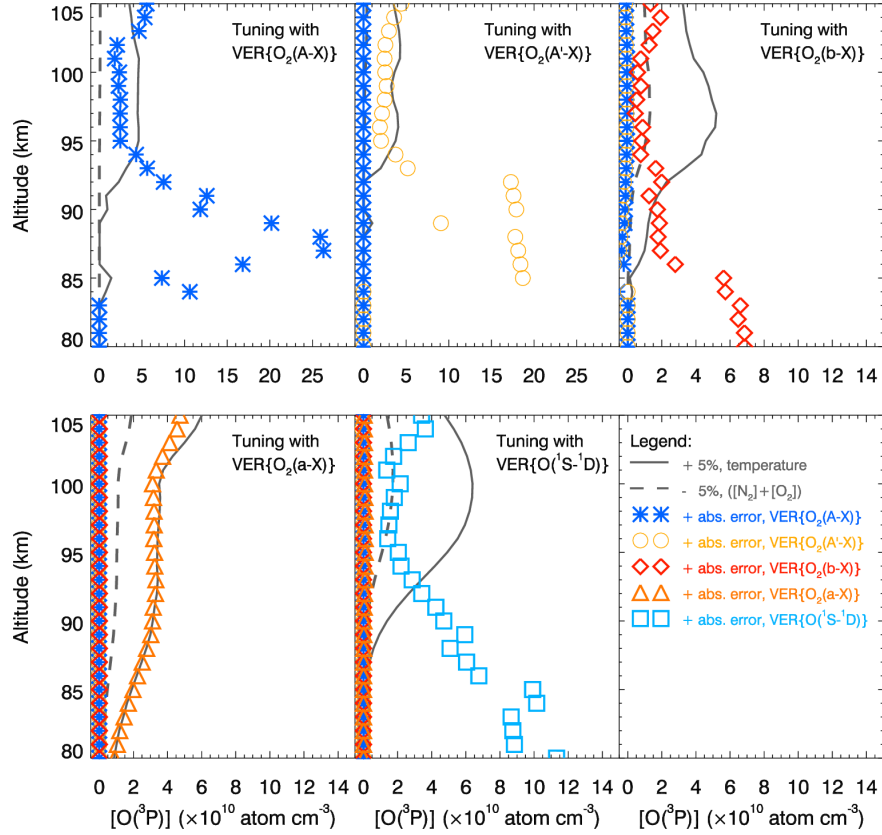 105
100
95
90
85
80
Altitude (km)
Tuning with
VER{O₂(A-X)}
Tuning with
VER{O₂(A'-X)}
Tuning with
VER{O₂(b-X)}
0 5 10 15 20 25
0 5 10 15 20 25
0 2 4 6 8 10 12 14
105
100
95
90
85
80
Altitude (km)
Tuning with
VER{O₂(a-X)}
Tuning with
VER{O(¹S-¹D)}
Legend:
+ 5%, temperature
- 5%, ([N₂]+[O₂])
+ abs. error, VER{O₂(A-X)}
+ abs. error, VER{O₂(A'-X)}
+ abs. error, VER{O₂(b-X)}
+ abs. error, VER{O₂(a-X)}
+ abs. error, VER{O(¹S-¹D)}
0 2 4 6 8 10 12 14
0 2 4 6 8 10 12 14
0 2 4 6 8 10 12 14
[O(³P)] (×10¹⁰ atom cm⁻³)
[O(³P)] (×10¹⁰ atom cm⁻³)
[O(³P)] (×10¹⁰ atom cm⁻³)